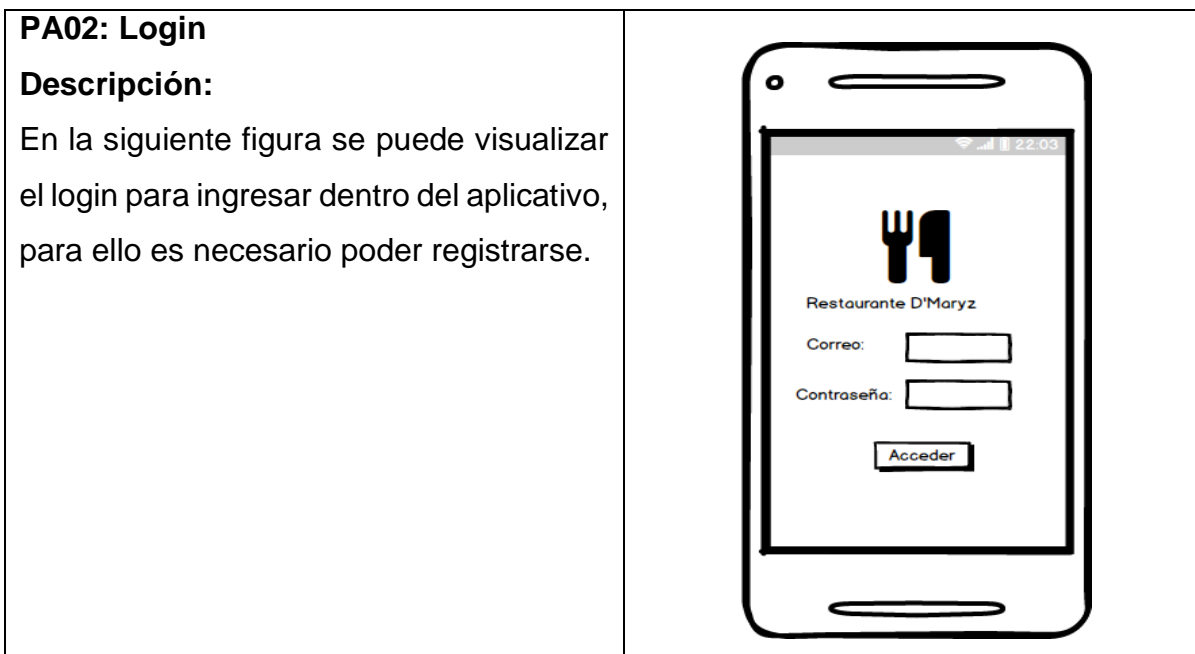 PA02: Login
Descripción:
En la siguiente figura se puede visualizar
el login para ingresar dentro del aplicativo,
para ello es necesario poder registrarse.
22:03
Restaurante D'Maryz
Correo:
Contraseña:
Acceder